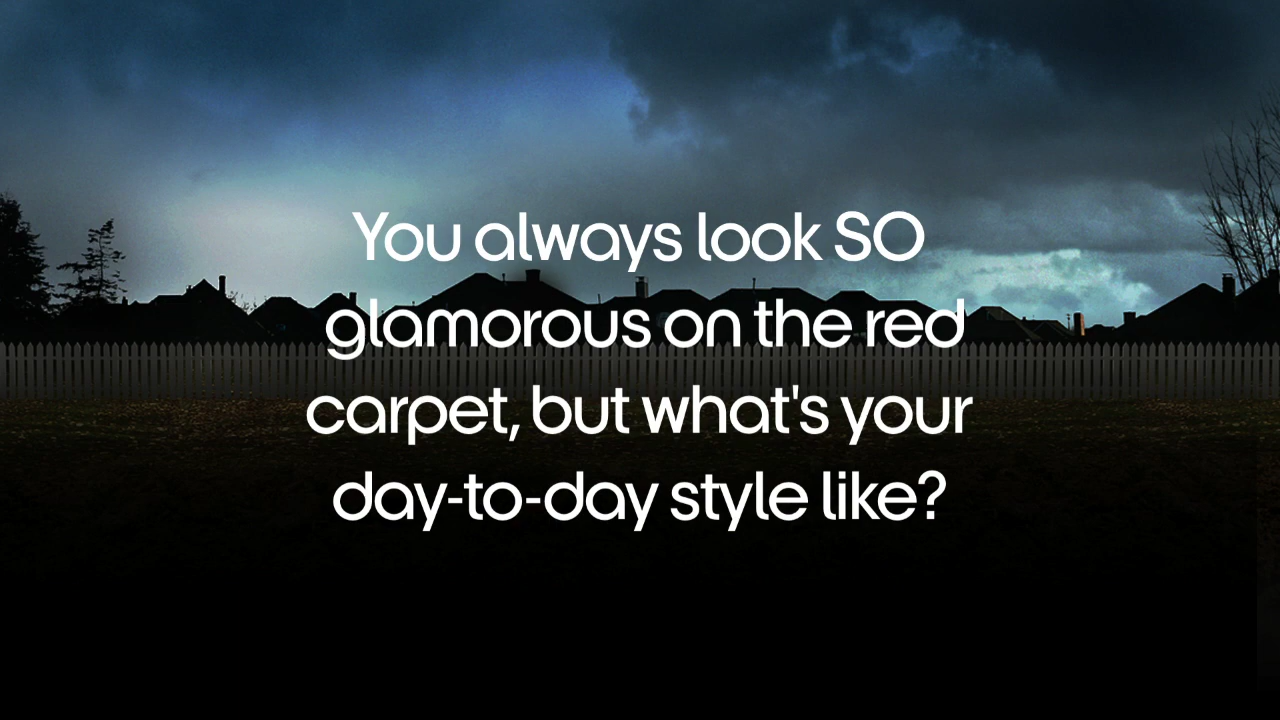 You always look SO
glamorous on the red
carpet, but what's your
day-to-day style like?